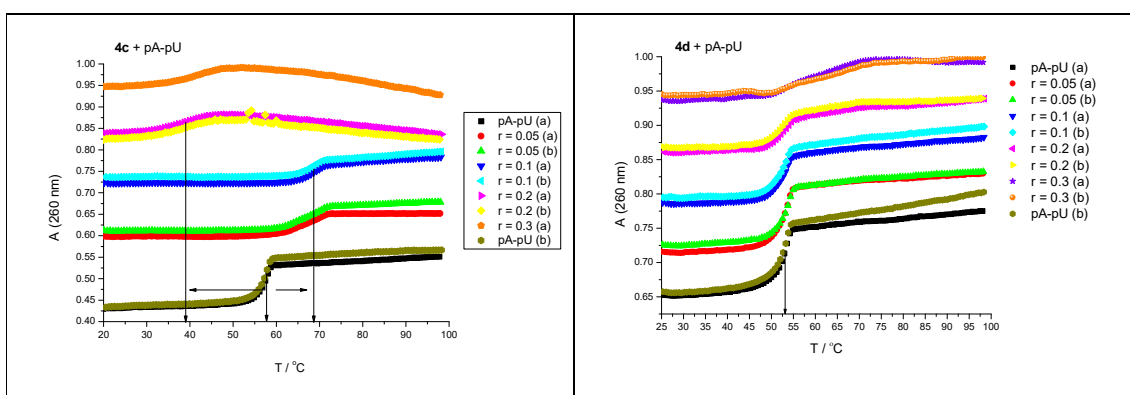 4c + pA-pU
A (260 nm)
1.00
0.95
0.90
0.85
0.80
0.75
0.70
0.65
0.60
0.55
0.50
0.45
0.40
20 30 40 50 60 70 80 90 100
T / °C
pA-pU (a)
r = 0.05 (a)
r = 0.05 (b)
r = 0.1 (a)
r = 0.1 (b)
r = 0.2 (a)
r = 0.2 (b)
r = 0.3 (a)
pA-pU (b)
4d + pA-pU
A (260 nm)
1.00
0.95
0.90
0.85
0.80
0.75
0.70
0.65
25 30 35 40 45 50 55 60 65 70 75 80 85 90 95 100
T / °C
pA-pU (a)
r = 0.05 (a)
r = 0.05 (b)
r = 0.1 (b)
r = 0.1 (a)
r = 0.2 (a)
r = 0.2 (b)
r = 0.3 (a)
r = 0.3 (b)
pA-pU (b)